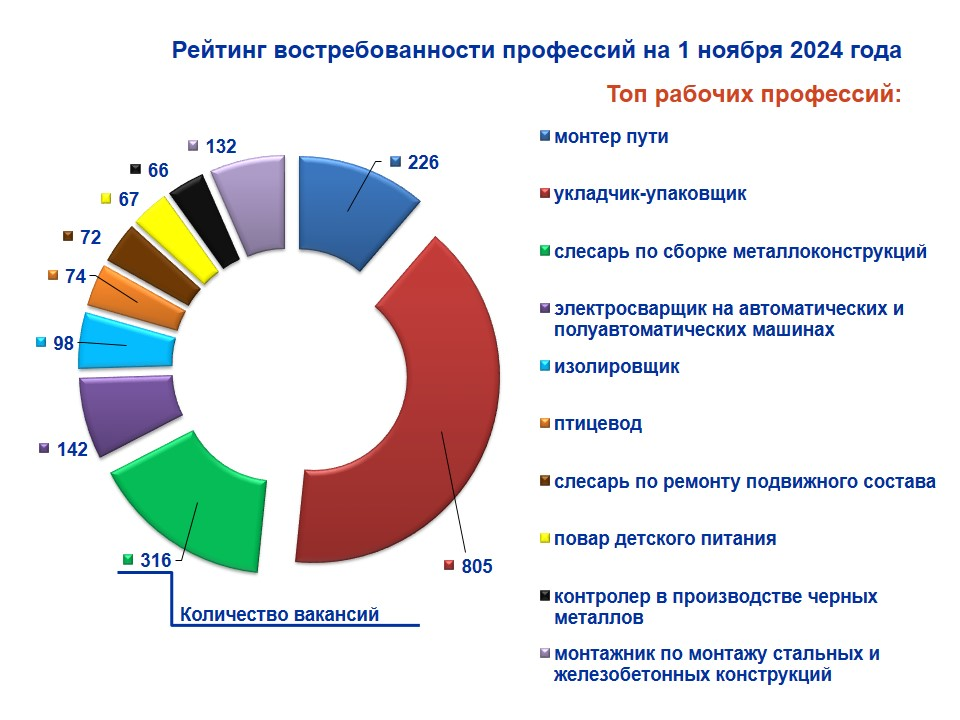 Рейтинг востребованности профессий на 1 ноября 2024 года
Топ рабочих профессий:
132
66
67
72
74
98
142
316
226
805
Количество вакансий
монтер пути
укладчик-упаковщик
слесарь по сборке металлоконструкций
электросварщик на автоматических и
полуавтоматических машинах
изолировщик
птицевод
слесарь по ремонту подвижного состава
повар детского питания
контролер в производстве черных
металлов
монтажник по монтажу стальных и
железобетонных конструкций